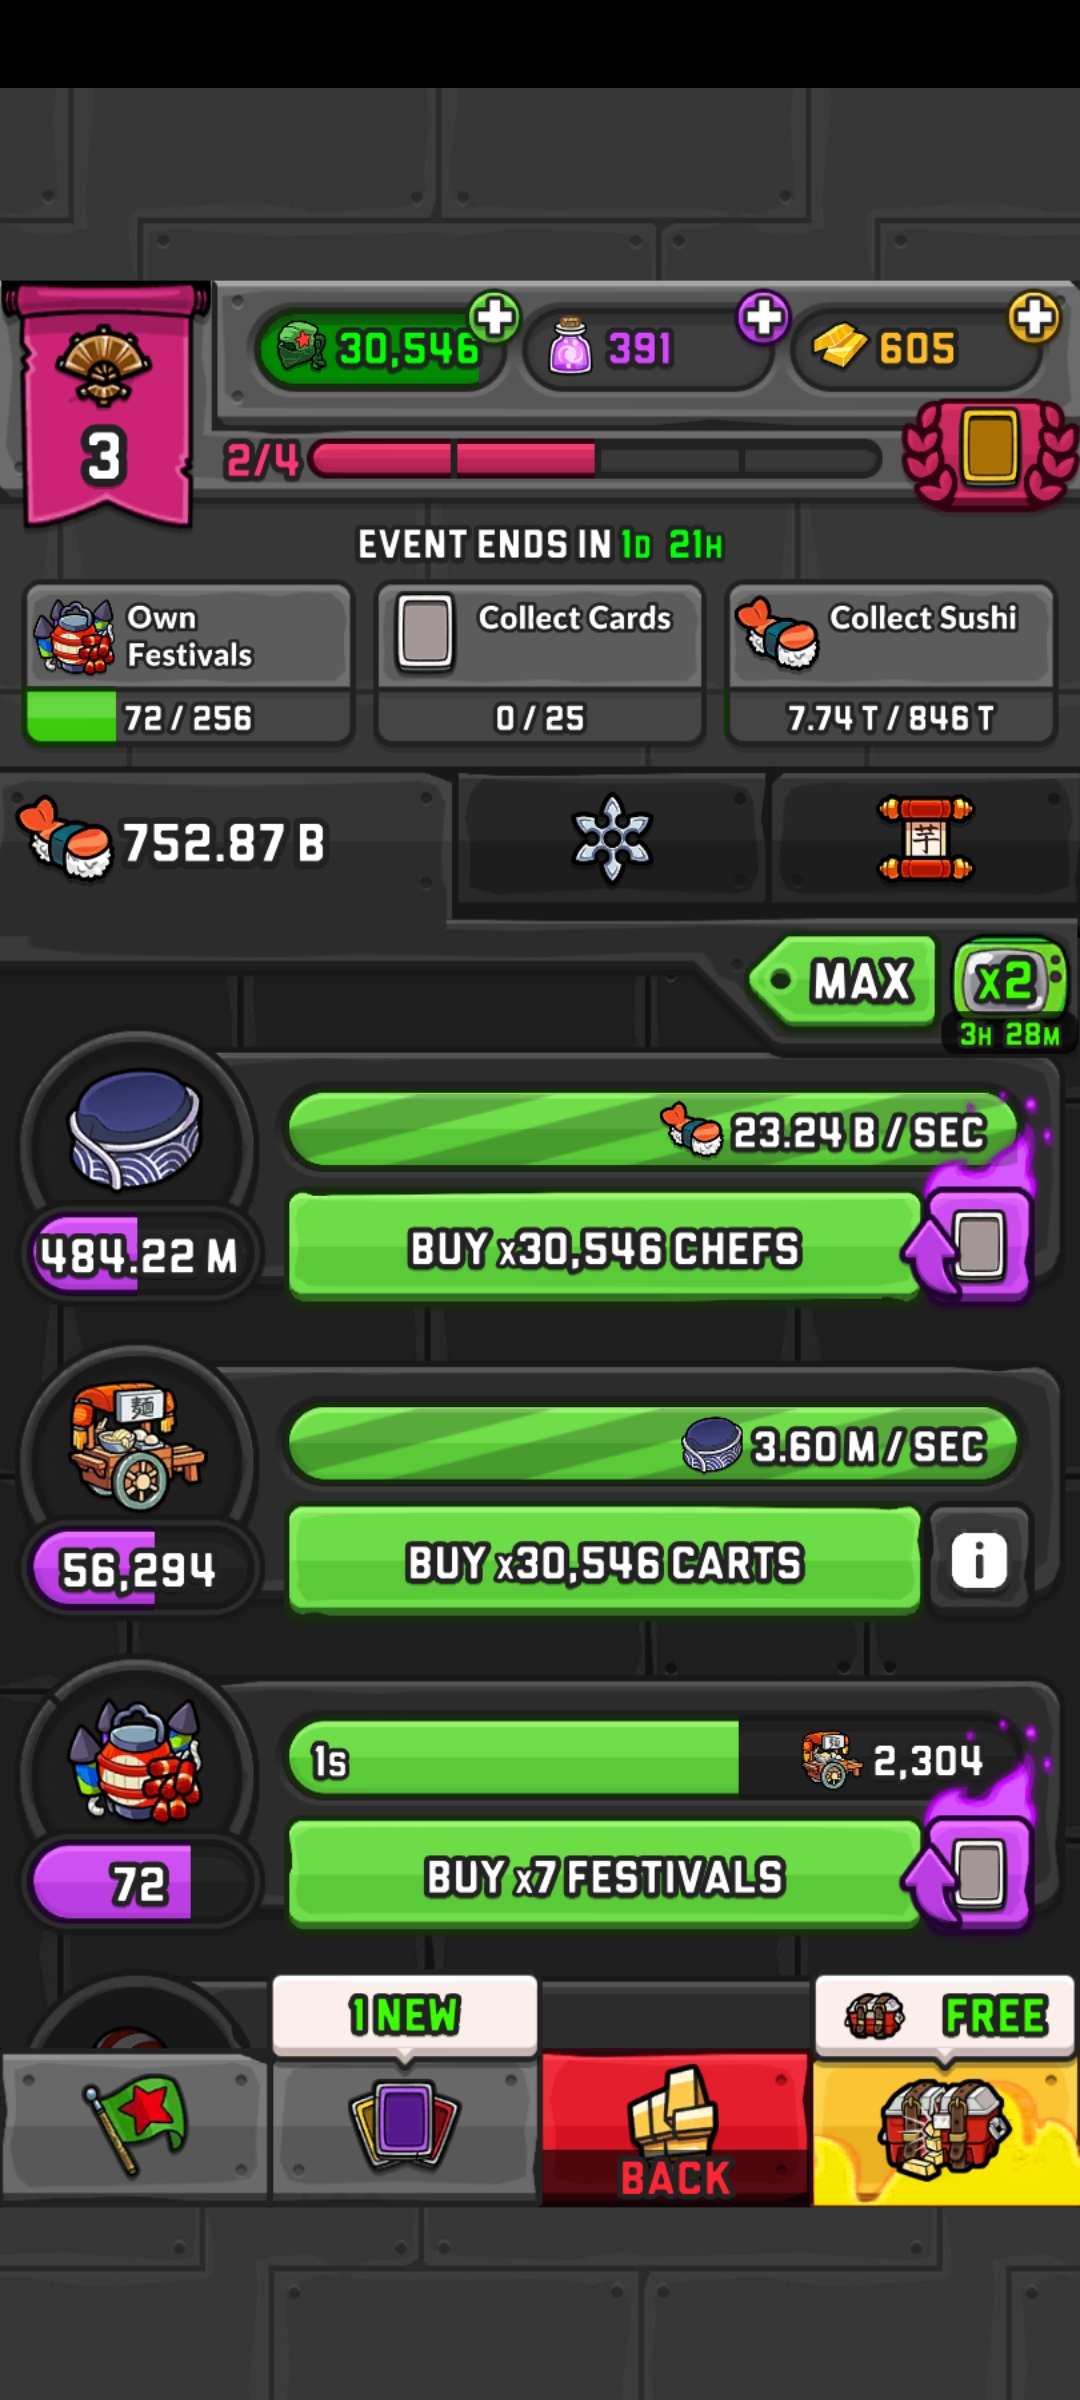 30,546
391
605
3
2/4
EVENT ENDS IN 1D 21H
Own
Festivals
72 / 256
Collect Cards
0 / 25
Collect Sushi
7.74 T / 846 T
752.87 B
芋
MAX
x2
3H 28M
23.24 B / SEC
484.22 M
BUY x30,546 CHEFS
麺
3.60 M / SEC
56,294
BUY x30,546 CARTS
i
1s
2,304
72
BUY x7 FESTIVALS
1 NEW
FREE
BACK